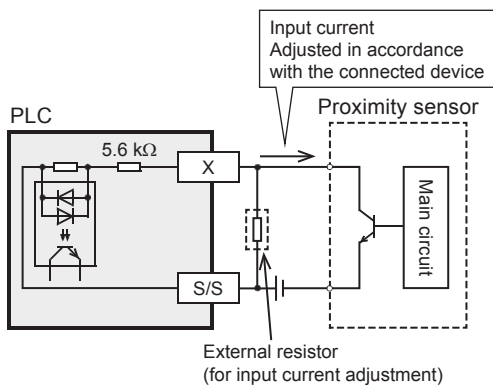 Input current
Adjusted in accordance
with the connected device
PLC
Proximity sensor
5.6 kΩ
X
Main circuit
S/S
External resistor
(for input current adjustment)